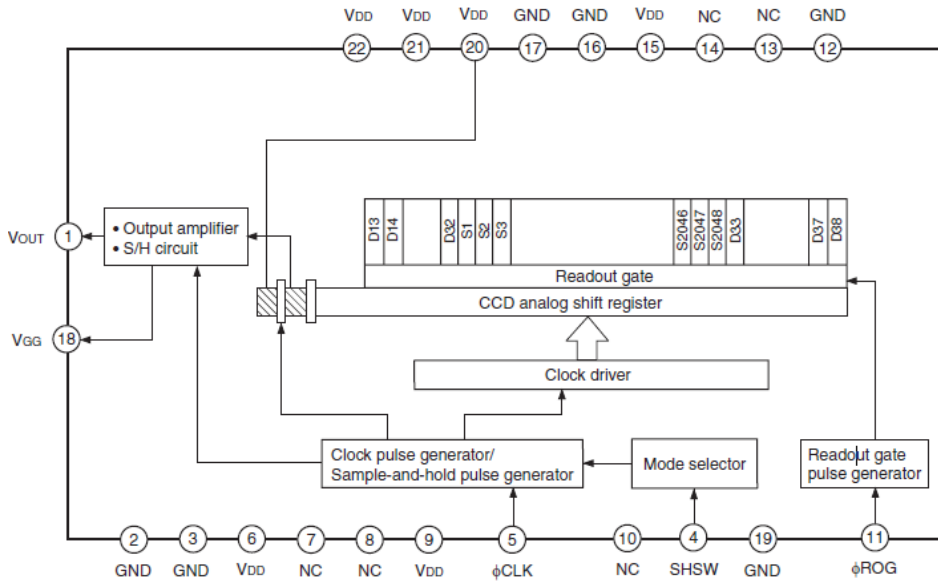 VDD VDD VDD GND GND VDD NC NC GND
22 21 20 17 16 15 14 13 12
D13 D14 D32 S1 S2 S3 S2046 S2047 S2048 D33 D37 D38
VOUT 1
• Output amplifier
• S/H circuit
Readout gate
CCD analog shift register
VGG 18
Clock driver
Clock pulse generator/
Sample-and-hold pulse generator
Mode selector
Readout gate
pulse generator
2 3 6 7 8 9 5 10 4 19 11
GND GND VDD NC NC VDD ϕCLK NC SHSW GND ϕROG